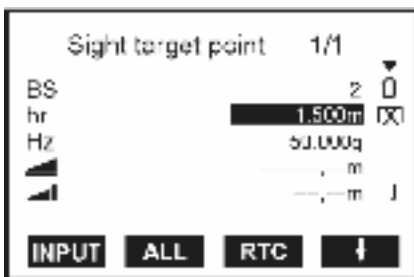 Sight target point 1/1
BS 2
hr 1.500m
Hz 50.000g
---.-- m
---.-- m
INPUT ALL RTC